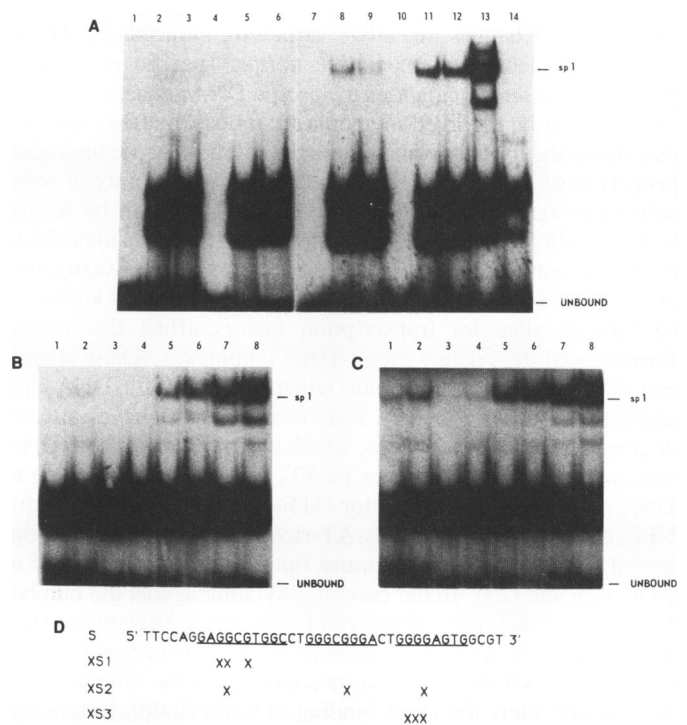 A
1 2 3 4 5 6 7 8 9 10 11 12 13 14
sp1
UNBOUND
B
1 2 3 4 5 6 7 8
sp1
UNBOUND
C
1 2 3 4 5 6 7 8
sp1
UNBOUND
D
S 5' TTCCAGGAGGCGTGGCCTGGGCGGGACTGGGGAGTGGCGT 3'
XS1 XX X
XS2 X X X
XS3 XXX